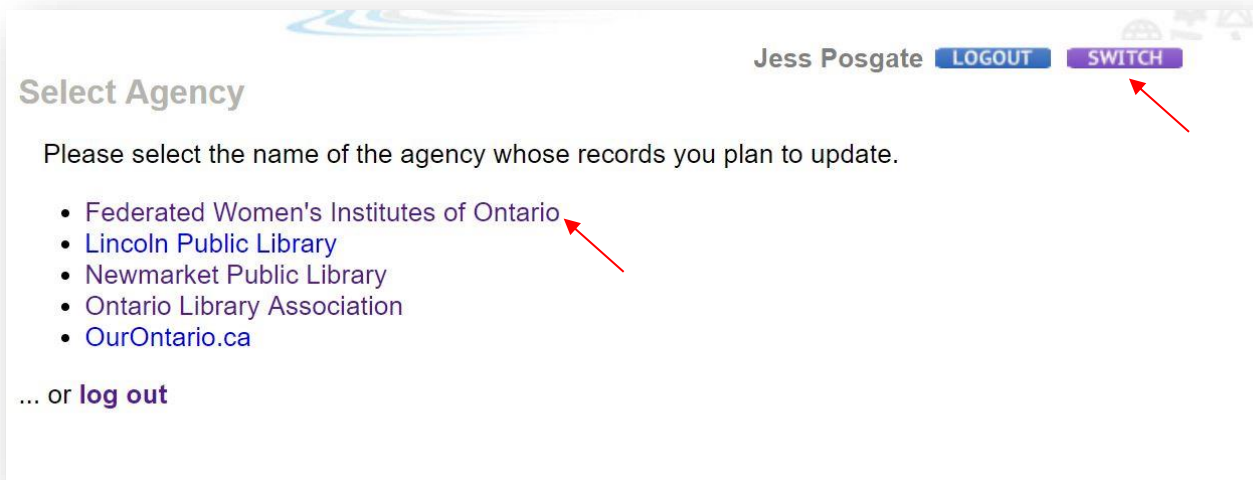 Jess Posgate LOGOUT SWITCH
Select Agency
Please select the name of the agency whose records you plan to update.
• Federated Women's Institutes of Ontario
• Lincoln Public Library
• Newmarket Public Library
• Ontario Library Association
• OurOntario.ca
... or log out